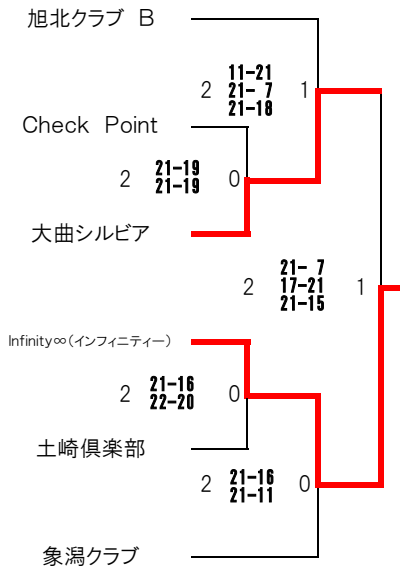 旭北クラブ B
2 11-21 1
21- 7
21-18
Check Point
2 21-19 0
21-19
大曲シルビア
2 21- 7 1
17-21
21-15
Infinity∞(インフィニティー)
2 21-16 0
22-20
土崎倶楽部
2 21-16 0
21-11
象潟クラブ